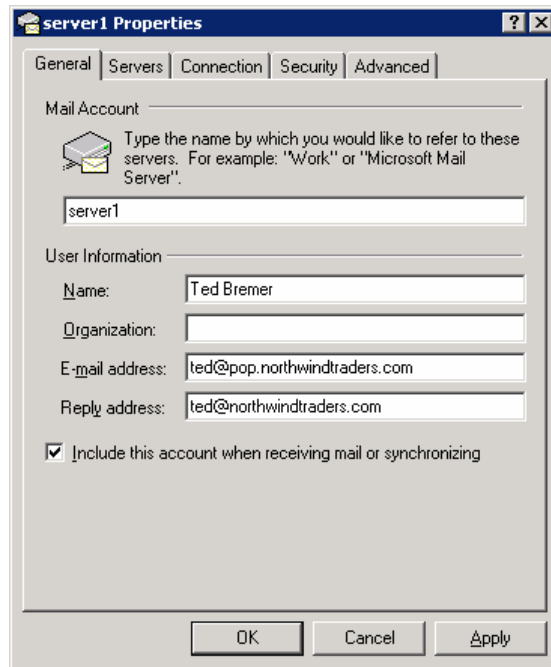 server1 Properties
General Servers Connection Security Advanced
Mail Account
Type the name by which you would like to refer to these
servers. For example: "Work" or "Microsoft Mail
Server".
server1
User Information
Name: Ted Bremer
Organization:
E-mail address: ted@pop.northwindtraders.com
Reply address: ted@northwindtraders.com
Include this account when receiving mail or synchronizing
OK Cancel Apply